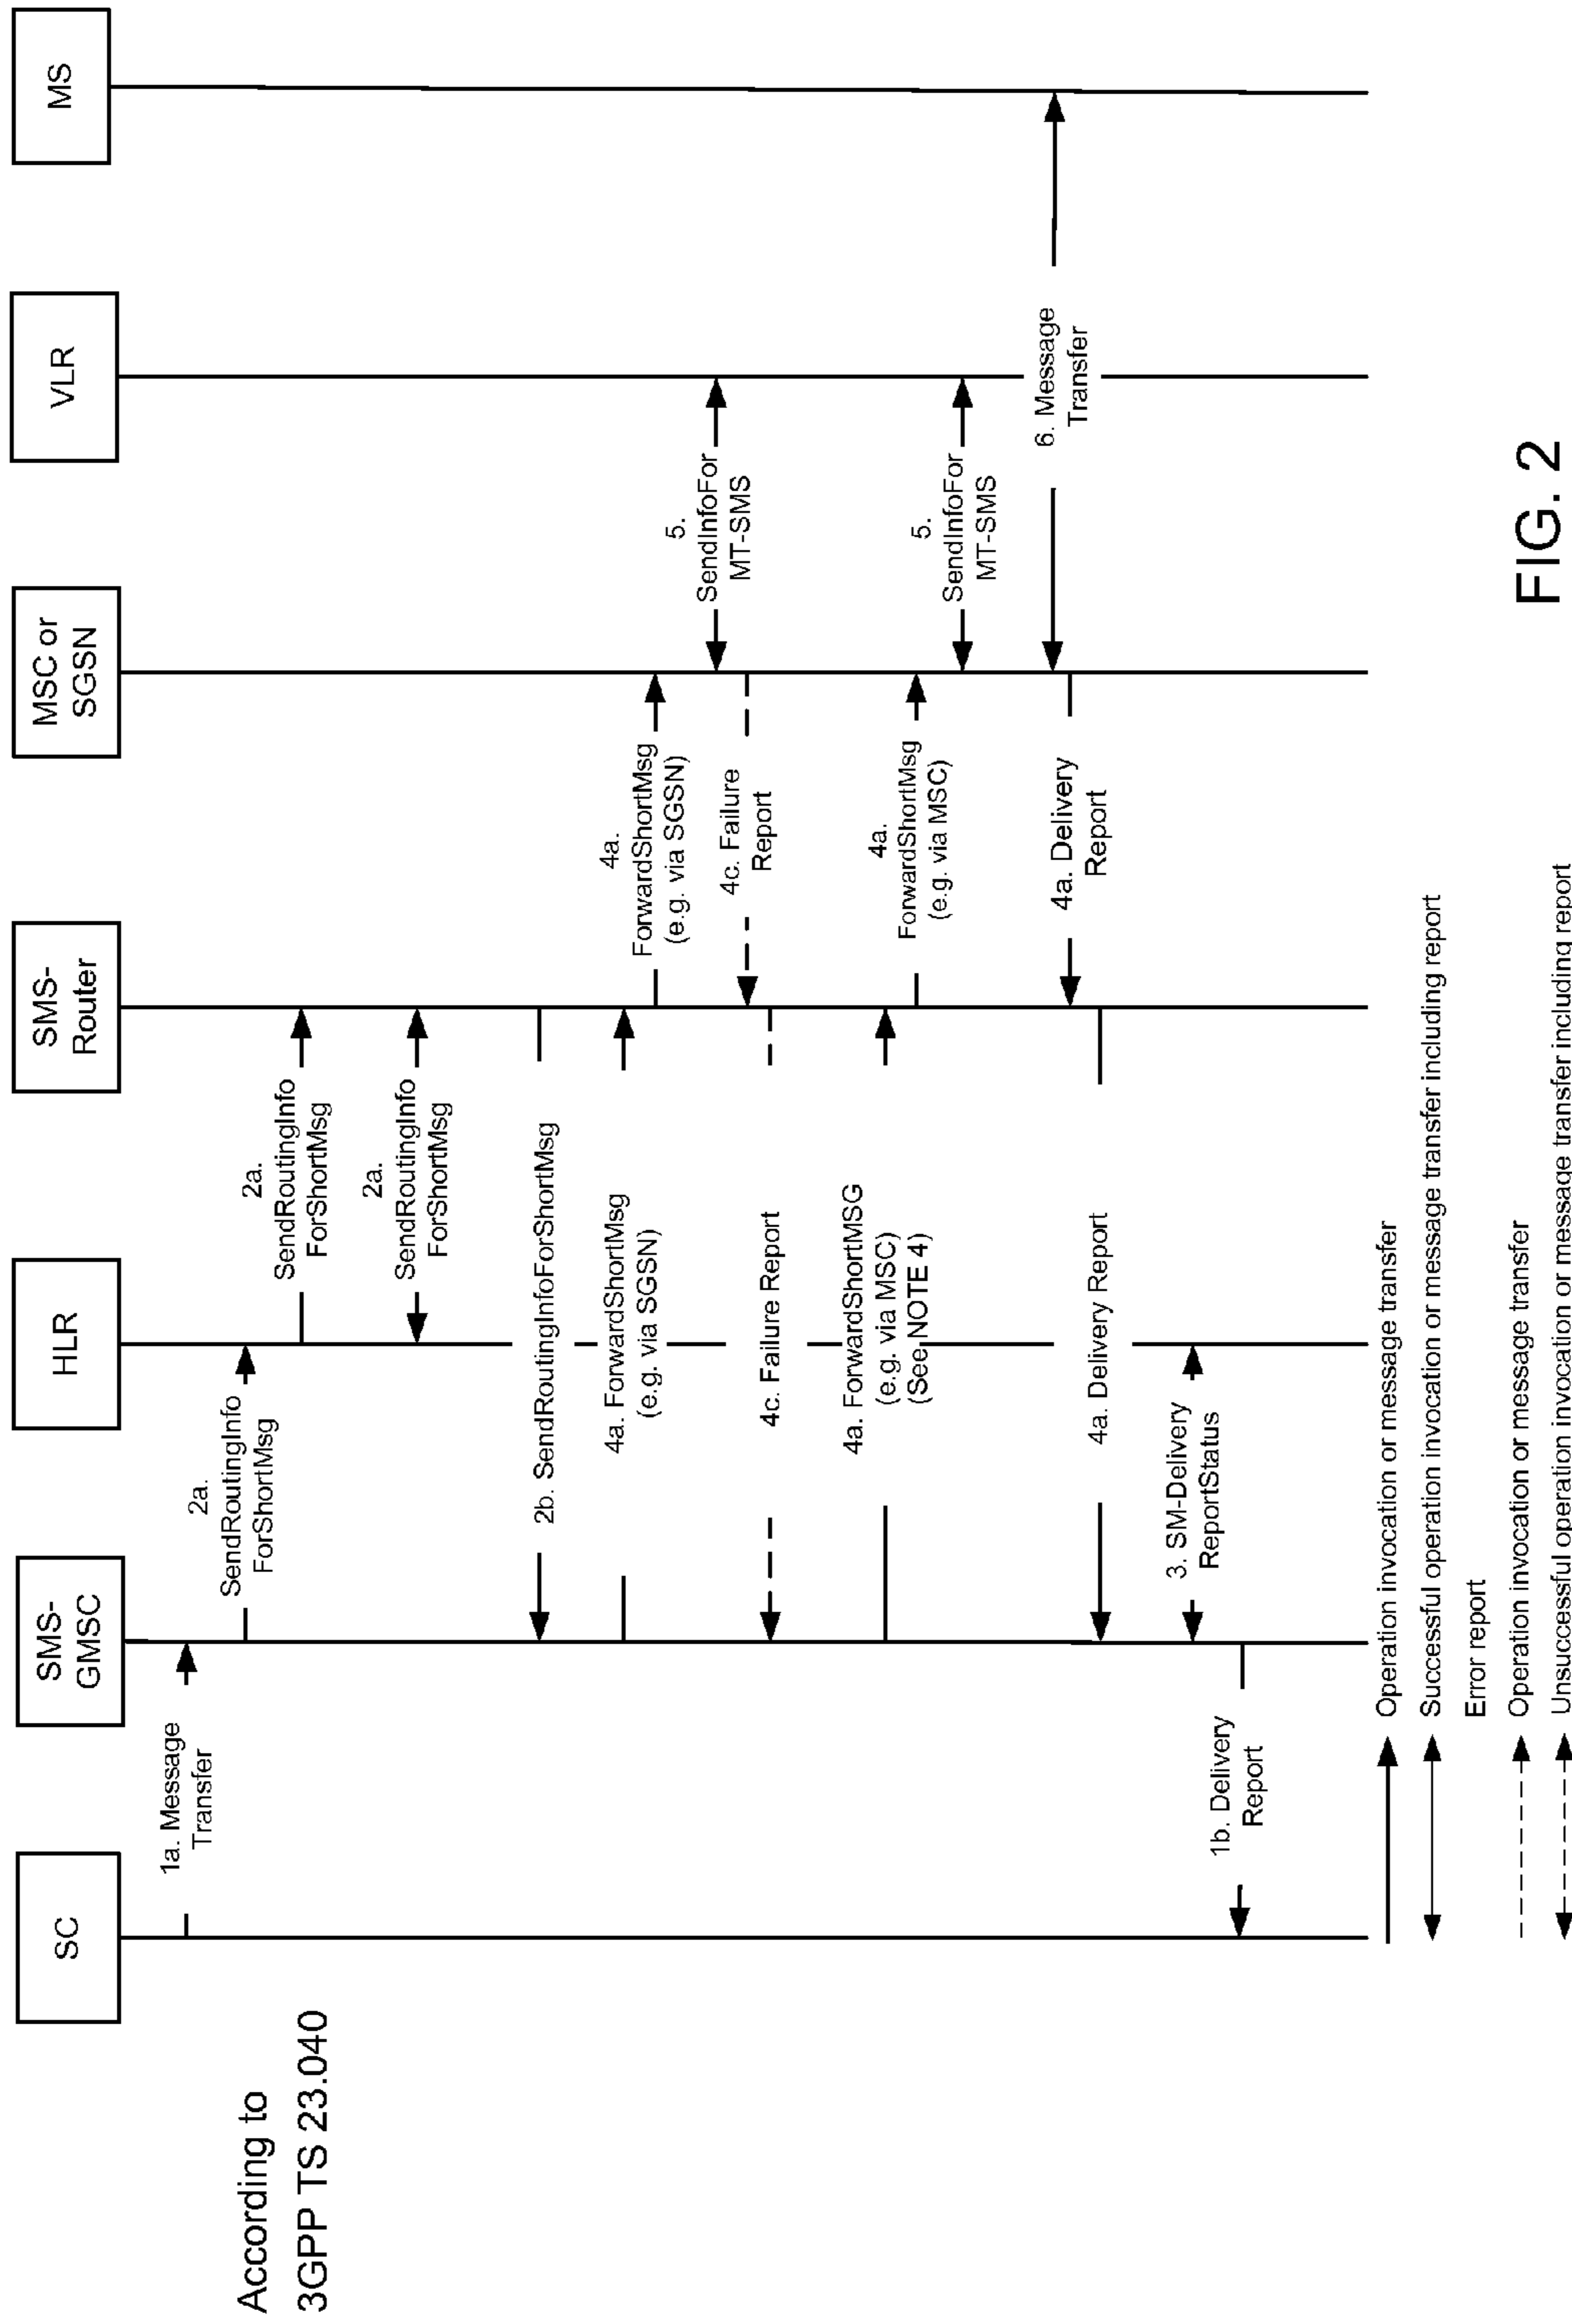 According to
3GPP TS 23.040
SC
SMS-
GMSC
HLR
SMS-
Router
MSC or
SGSN
VLR
MS
1a. Message
Transfer
2a.
SendRoutingInfo
ForShortMsg
2a.
SendRoutingInfo
ForShortMsg
2a.
SendRoutingInfo
ForShortMsg
2b. SendRoutingInfoForShortMsg
4a. ForwardShortMsg
(e.g. via SGSN)
4a.
ForwardShortMsg
(e.g. via SGSN)
5.
SendInfoFor
MT-SMS
4c. Failure
Report
4c. Failure Report
4a. ForwardShortMSG
(e.g. via MSC)
(See NOTE 4)
4a.
ForwardShortMsg
(e.g. via MSC)
5.
SendInfoFor
MT-SMS
6. Message
Transfer
4a. Delivery
Report
4a. Delivery Report
3. SM-Delivery
ReportStatus
1b. Delivery
Report
Operation invocation or message transfer
Successful operation invocation or message transfer including report
Error report
Operation invocation or message transfer
Unsuccessful operation invocation or message transfer including report
FIG. 2